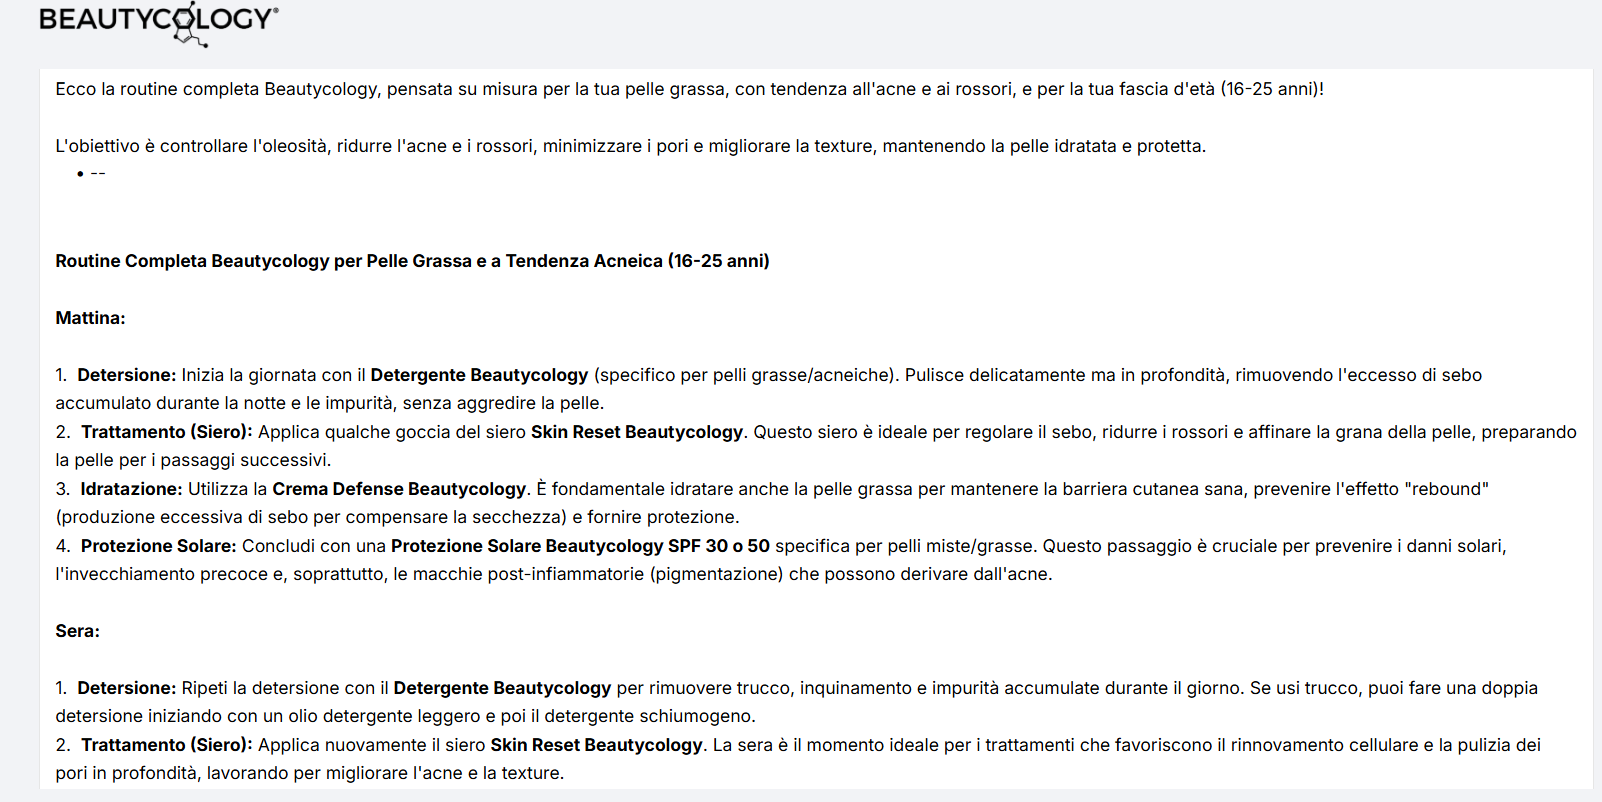 BEAUTYCOLOGY®
Ecco la routine completa Beautycology, pensata su misura per la tua pelle grassa, con tendenza all'acne e ai rossori, e per la tua fascia d'età (16-25 anni)!
L'obiettivo è controllare l'oleosità, ridurre l'acne e i rossori, minimizzare i pori e migliorare la texture, mantenendo la pelle idratata e protetta.
• --
Routine Completa Beautycology per Pelle Grassa e a Tendenza Acneica (16-25 anni)
Mattina:
1. Detersione: Inizia la giornata con il Detergente Beautycology (specifico per pelli grasse/acneiche). Pulisce delicatamente ma in profondità, rimuovendo l'eccesso di sebo
accumulato durante la notte e le impurità, senza aggredire la pelle.
2. Trattamento (Siero): Applica qualche goccia del siero Skin Reset Beautycology. Questo siero è ideale per regolare il sebo, ridurre i rossori e affinare la grana della pelle, preparando
la pelle per i passaggi successivi.
3. Idratazione: Utilizza la Crema Defense Beautycology. È fondamentale idratare anche la pelle grassa per mantenere la barriera cutanea sana, prevenire l'effetto "rebound"
(produzione eccessiva di sebo per compensare la secchezza) e fornire protezione.
4. Protezione Solare: Concludi con una Protezione Solare Beautycology SPF 30 o 50 specifica per pelli miste/grasse. Questo passaggio è cruciale per prevenire i danni solari,
l'invecchiamento precoce e, soprattutto, le macchie post-infiammatorie (pigmentazione) che possono derivare dall'acne.
Sera:
1. Detersione: Ripeti la detersione con il Detergente Beautycology per rimuovere trucco, inquinamento e impurità accumulate durante il giorno. Se usi trucco, puoi fare una doppia
detersione iniziando con un olio detergente leggero e poi il detergente schiumogeno.
2. Trattamento (Siero): Applica nuovamente il siero Skin Reset Beautycology. La sera è il momento ideale per i trattamenti che favoriscono il rinnovamento cellulare e la pulizia dei
pori in profondità, lavorando per migliorare l'acne e la texture.